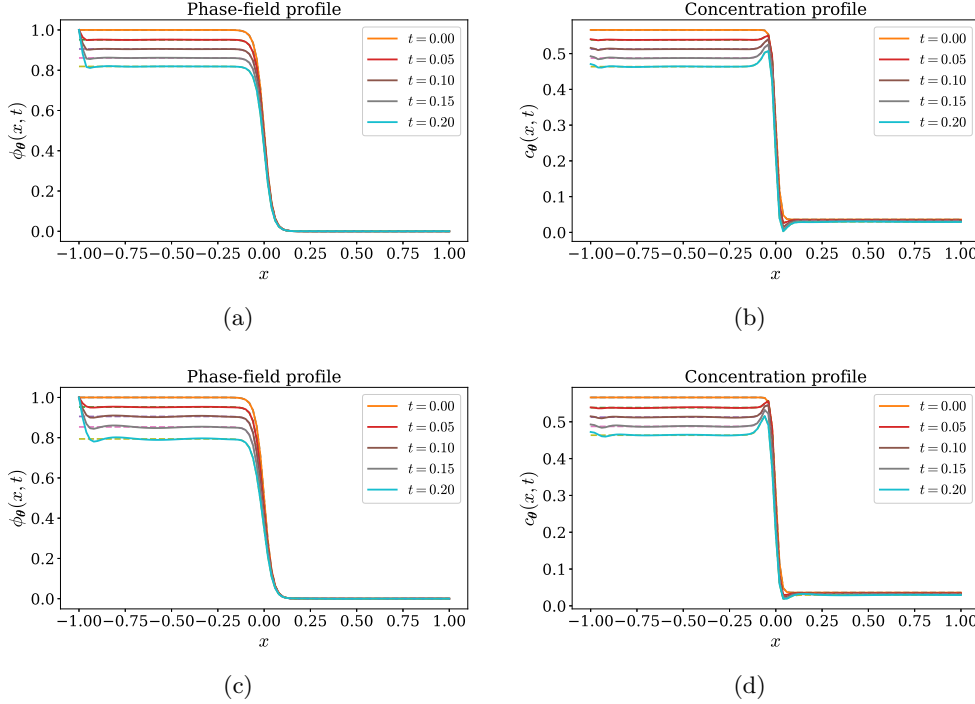 Phase-field profile
1.0
0.8
0.6
0.4
0.2
0.0
ϕ_θ(x, t)
t = 0.00
t = 0.05
t = 0.10
t = 0.15
t = 0.20
−1.00 −0.75 −0.50 −0.25 0.00 0.25 0.50 0.75 1.00
x
(a)
Concentration profile
0.5
0.4
0.3
0.2
0.1
0.0
c_θ(x, t)
t = 0.00
t = 0.05
t = 0.10
t = 0.15
t = 0.20
−1.00 −0.75 −0.50 −0.25 0.00 0.25 0.50 0.75 1.00
x
(b)
Phase-field profile
1.0
0.8
0.6
0.4
0.2
0.0
ϕ_θ(x, t)
t = 0.00
t = 0.05
t = 0.10
t = 0.15
t = 0.20
−1.00 −0.75 −0.50 −0.25 0.00 0.25 0.50 0.75 1.00
x
(c)
Concentration profile
0.5
0.4
0.3
0.2
0.1
0.0
c_θ(x, t)
t = 0.00
t = 0.05
t = 0.10
t = 0.15
t = 0.20
−1.00 −0.75 −0.50 −0.25 0.00 0.25 0.50 0.75 1.00
x
(d)